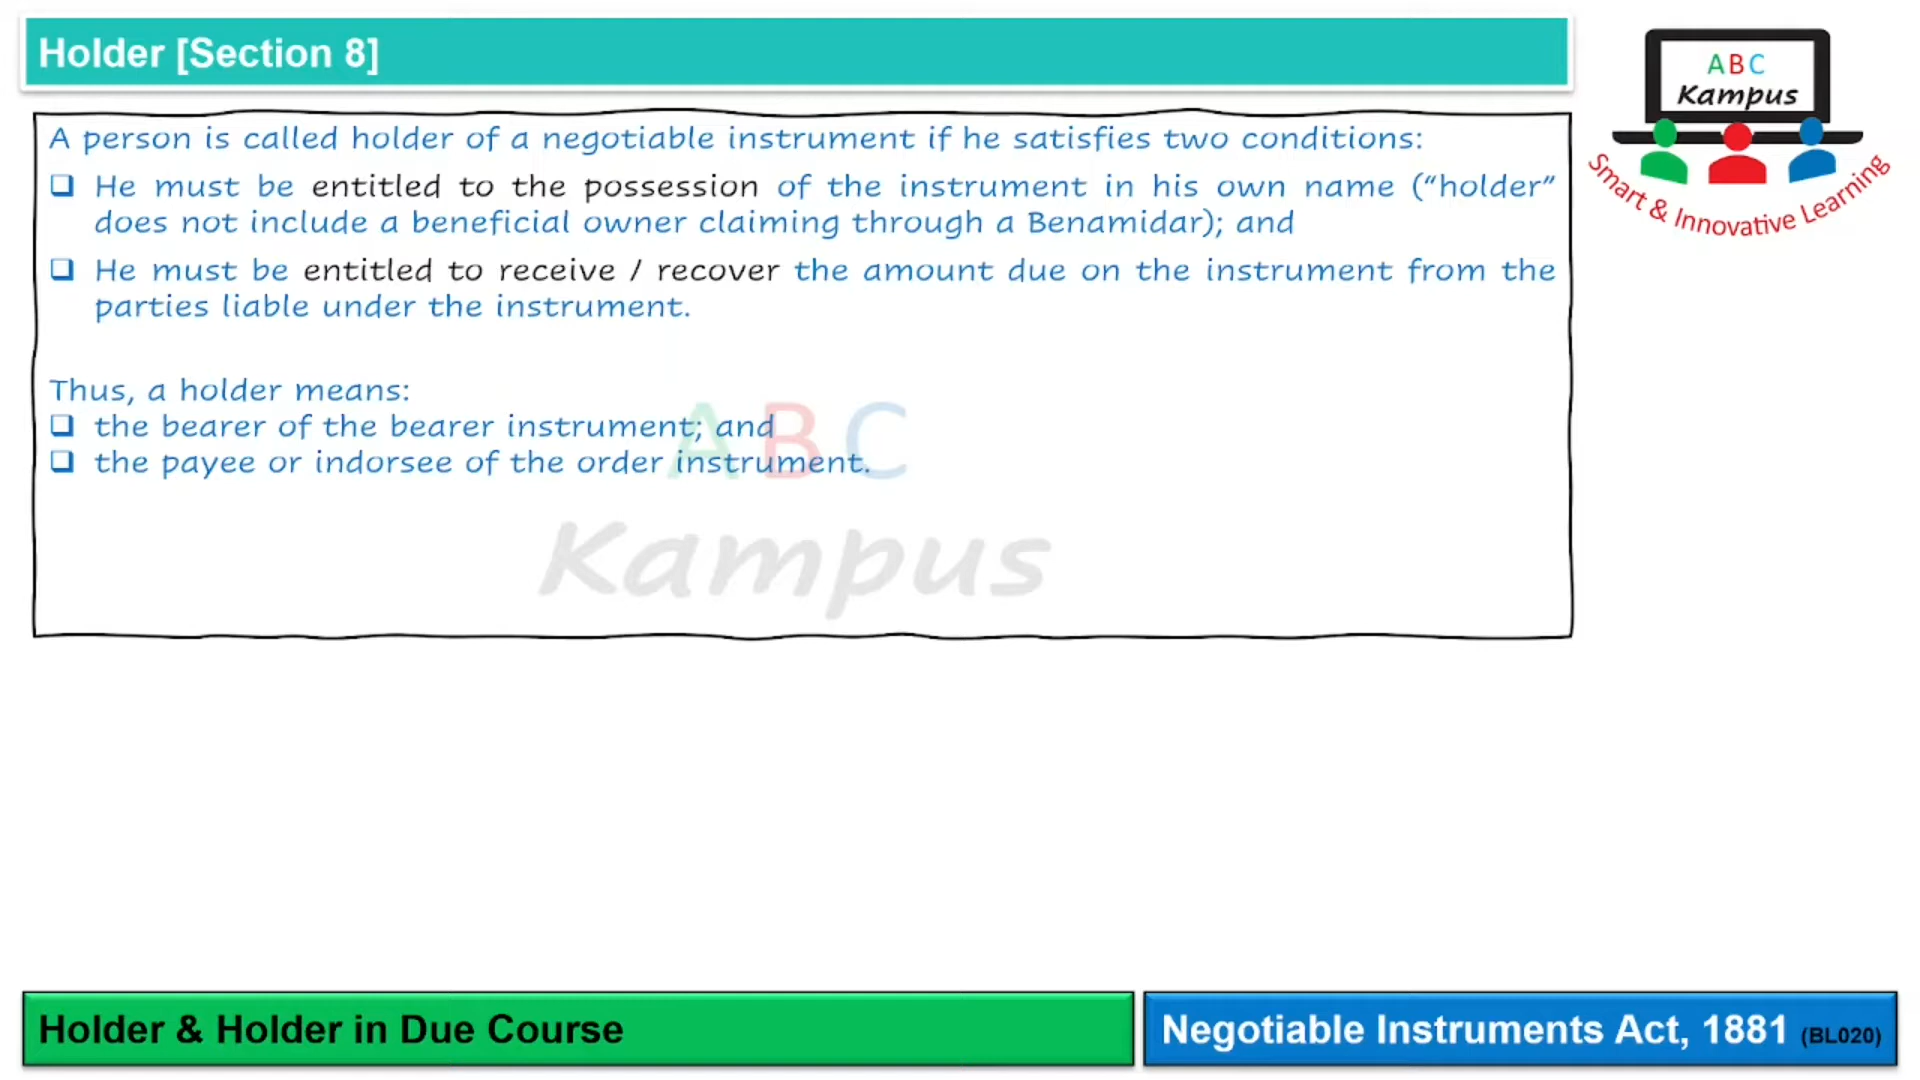 Holder [Section 8]
A B C
Kampus
Smart & Innovative Learning
A person is called holder of a negotiable instrument if he satisfies two conditions:
❑ He must be entitled to the possession of the instrument in his own name (“holder”
does not include a beneficial owner claiming through a Benamidar); and
❑ He must be entitled to receive / recover the amount due on the instrument from the
parties liable under the instrument.
Thus, a holder means:
❑ the bearer of the bearer instrument; and
❑ the payee or indorsee of the order instrument.
ABC
Kampus
Holder & Holder in Due Course
Negotiable Instruments Act, 1881 (BL020)